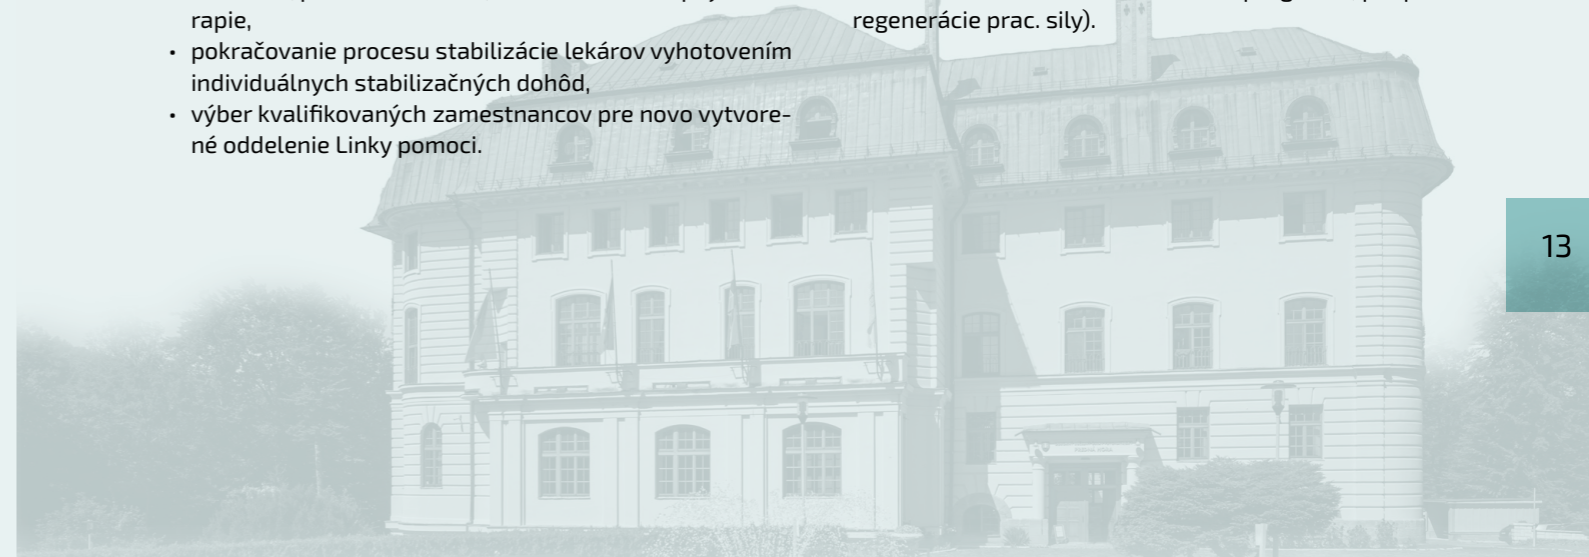 rapie,
• pokračovanie procesu stabilizácie lekárov vyhotovením
individuálnych stabilizačných dohôd,
• výber kvalifikovaných zamestnancov pre novo vytvore-
né oddelenie Linky pomoci.
regenerácie prac. sily).
13